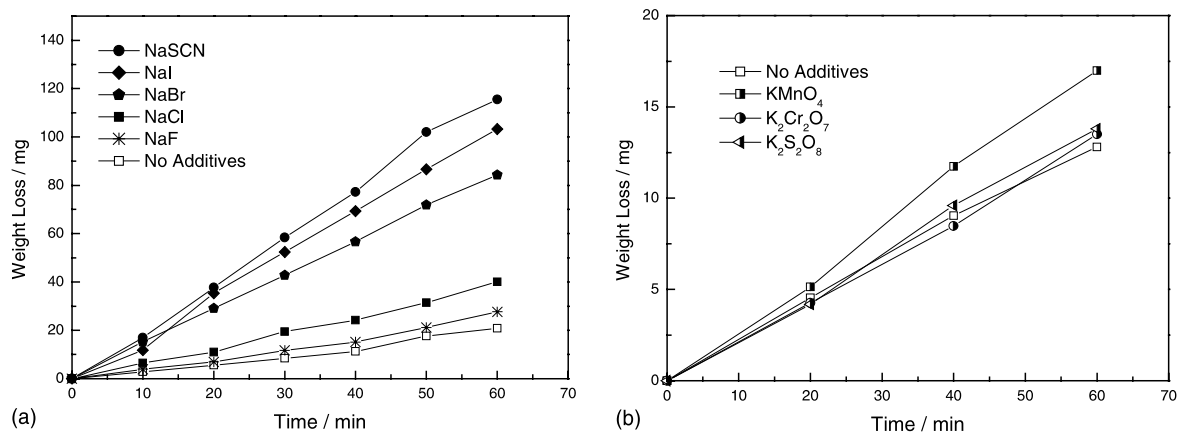 140
120
100
80
60
40
20
0
Weight Loss / mg
NaSCN
NaI
NaBr
NaCl
NaF
No Additives
0 10 20 30 40 50 60 70
Time / min
(a)
20
15
10
5
0
Weight Loss / mg
No Additives
KMnO₄
K₂Cr₂O₇
K₂S₂O₈
0 10 20 30 40 50 60 70
Time / min
(b)